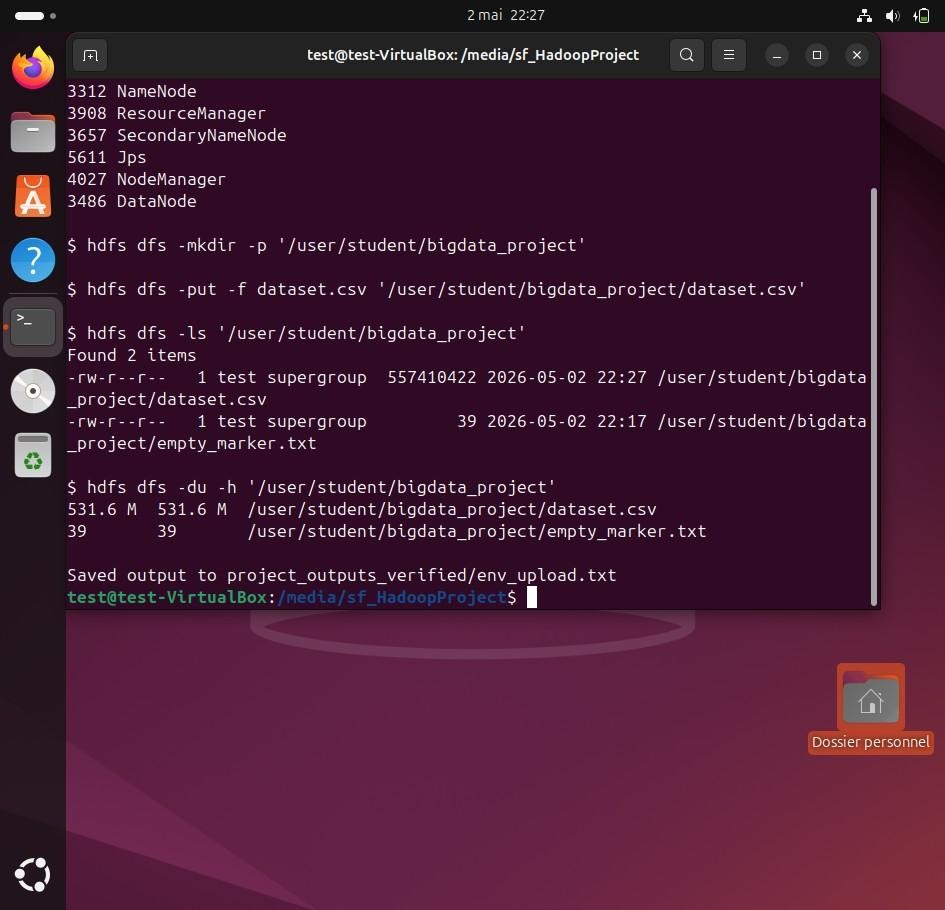 2 mai  22:27
test@test-VirtualBox: /media/sf_HadoopProject
3312 NameNode
3908 ResourceManager
3657 SecondaryNameNode
5611 Jps
4027 NodeManager
3486 DataNode
$ hdfs dfs -mkdir -p '/user/student/bigdata_project'
$ hdfs dfs -put -f dataset.csv '/user/student/bigdata_project/dataset.csv'
$ hdfs dfs -ls '/user/student/bigdata_project'
Found 2 items
-rw-r--r--   1 test supergroup  557410422 2026-05-02 22:27 /user/student/bigdata
_project/dataset.csv
-rw-r--r--   1 test supergroup         39 2026-05-02 22:17 /user/student/bigdata
_project/empty_marker.txt
$ hdfs dfs -du -h '/user/student/bigdata_project'
531.6 M  531.6 M  /user/student/bigdata_project/dataset.csv
39       39       /user/student/bigdata_project/empty_marker.txt
Saved output to project_outputs_verified/env_upload.txt
test@test-VirtualBox:/media/sf_HadoopProject$
Dossier personnel